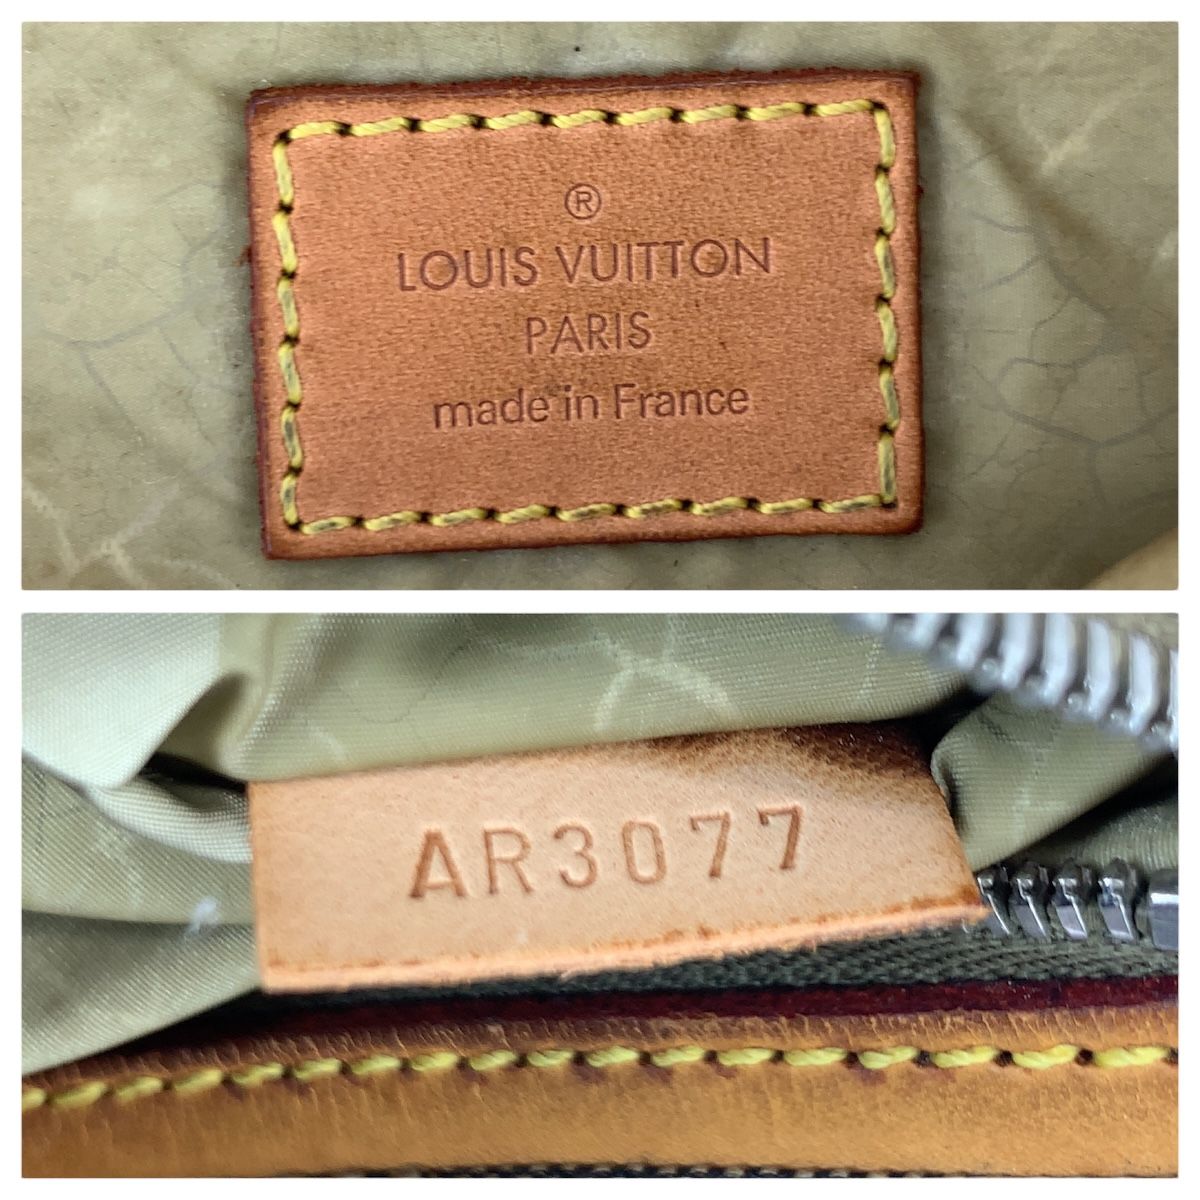 ®
LOUIS VUITTON
PARIS
made in France
AR3077